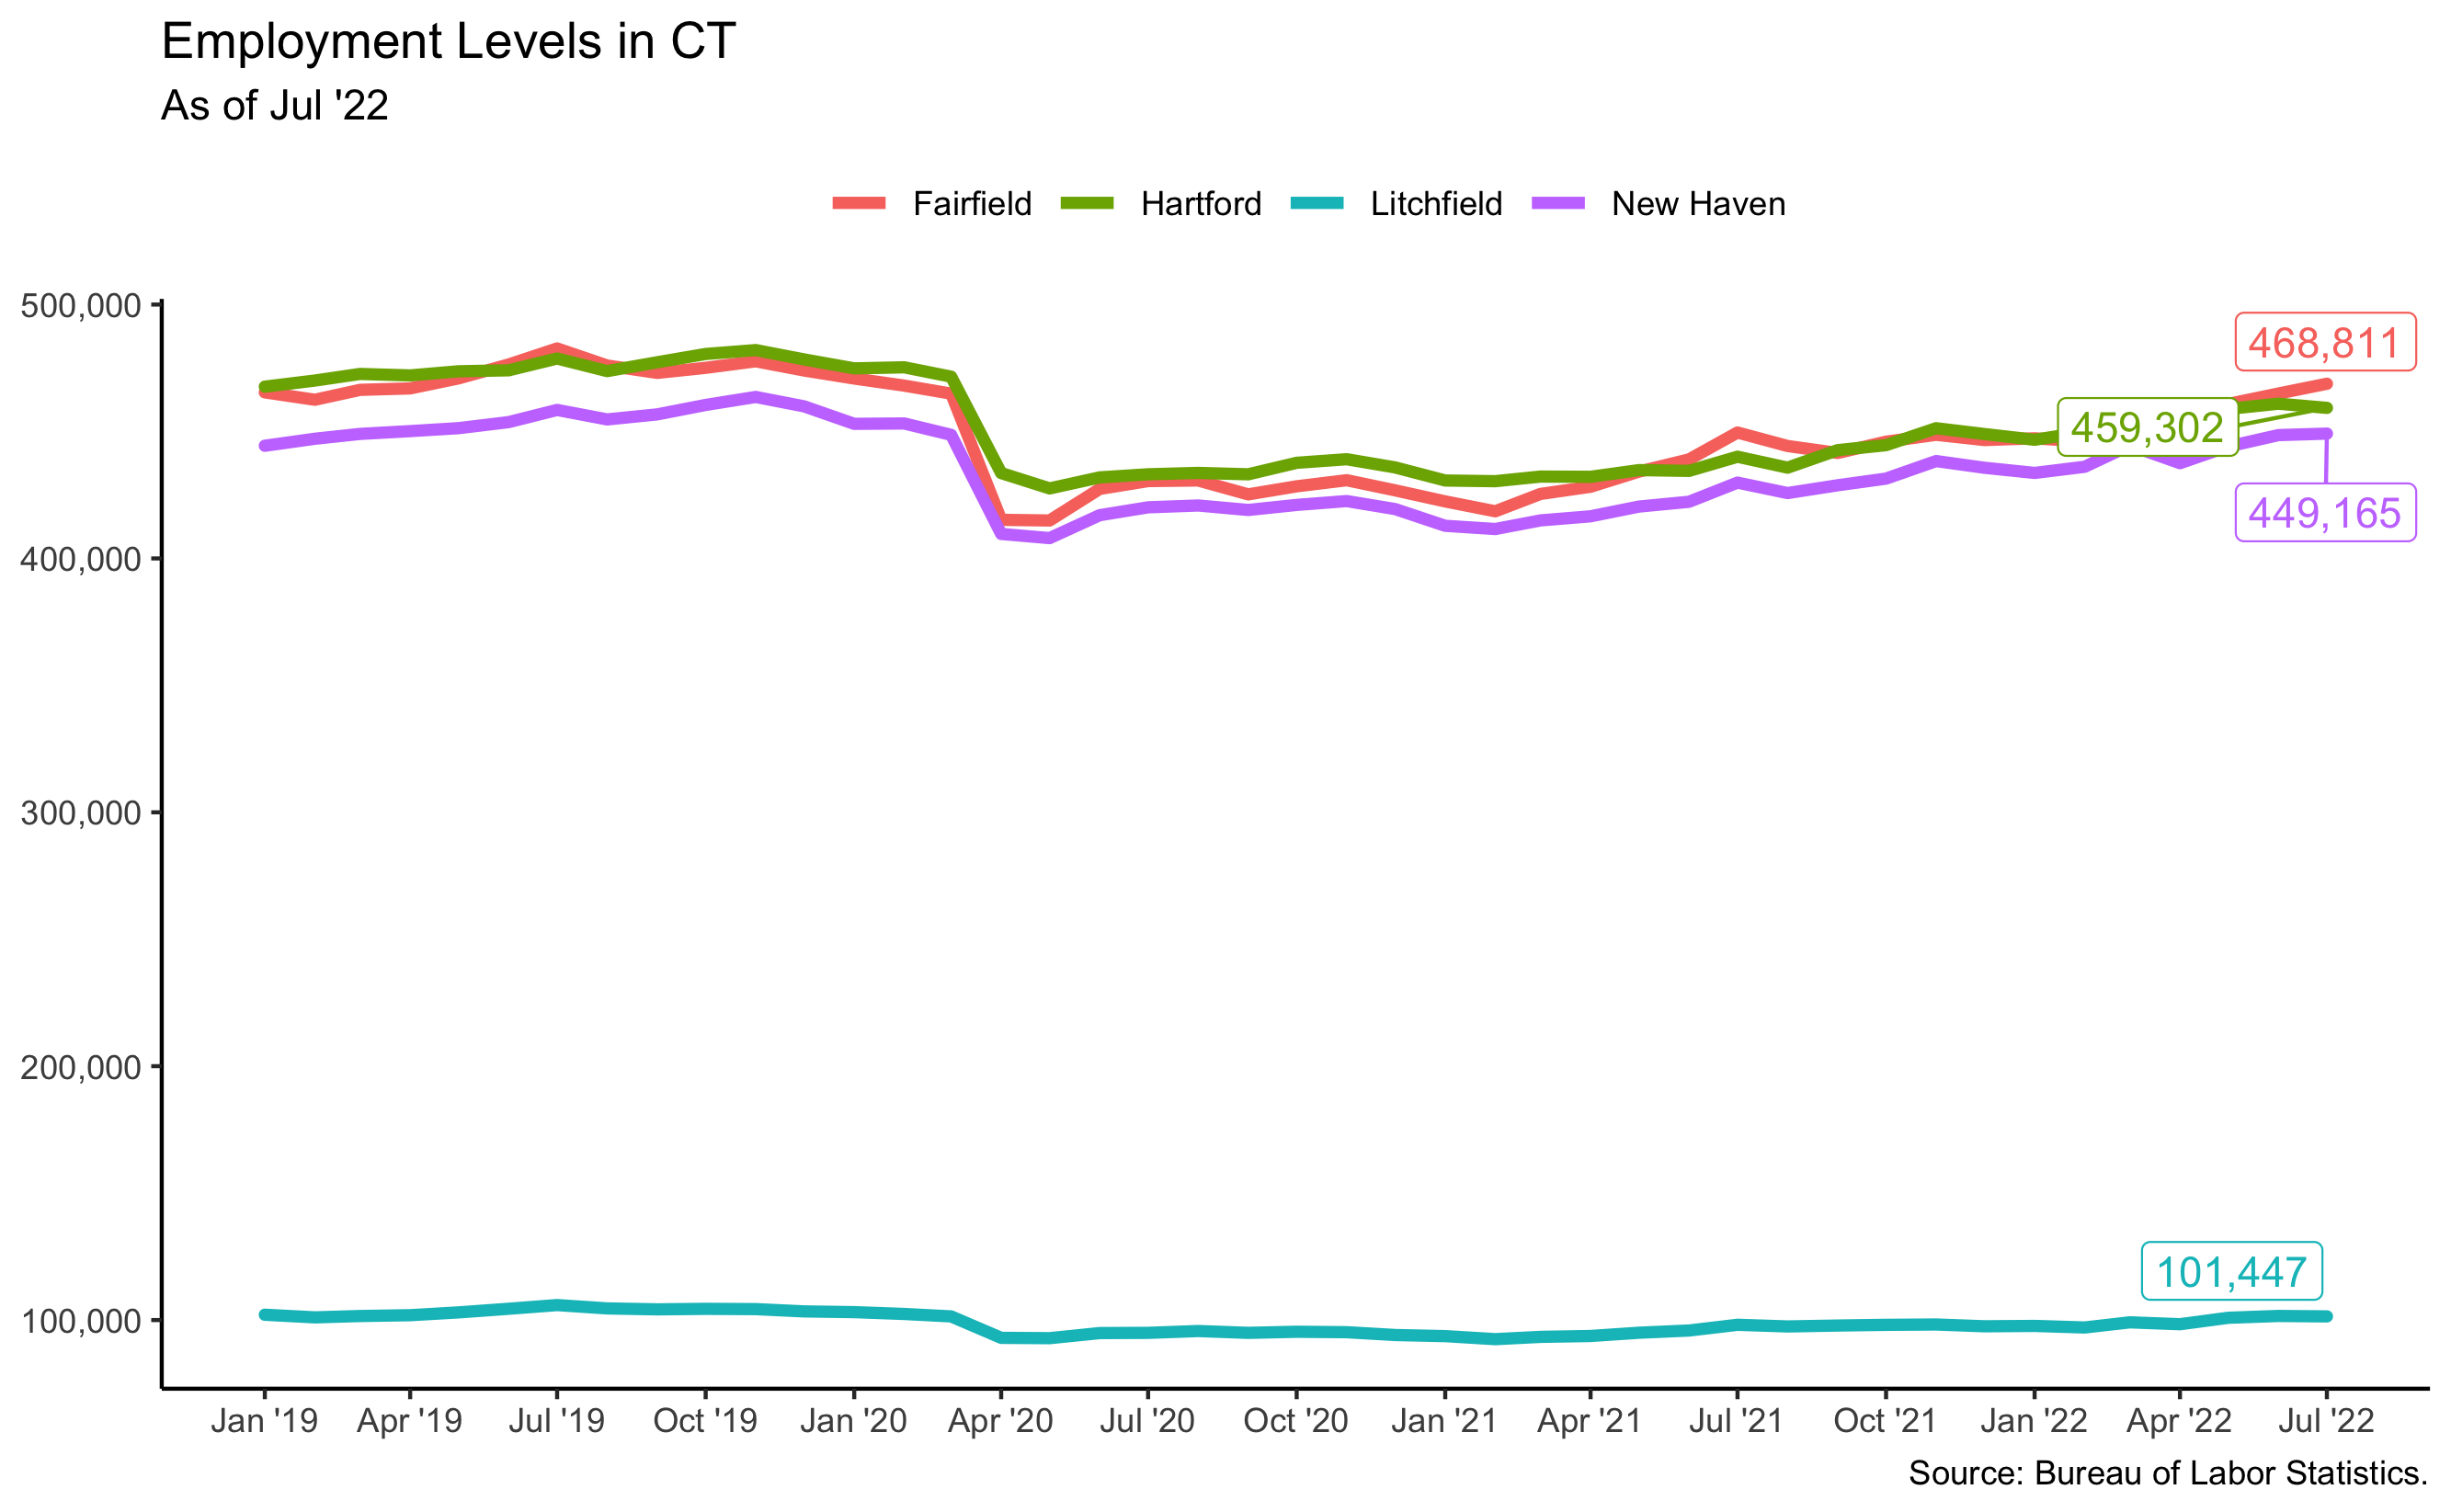 Employment Levels in CT
As of Jul '22
Fairfield Hartford Litchfield New Haven
500,000
468,811
459,302
449,165
400,000
300,000
200,000
101,447
100,000
Jan '19 Apr '19 Jul '19 Oct '19 Jan '20 Apr '20 Jul '20 Oct '20 Jan '21 Apr '21 Jul '21 Oct '21 Jan '22 Apr '22 Jul '22
Source: Bureau of Labor Statistics.